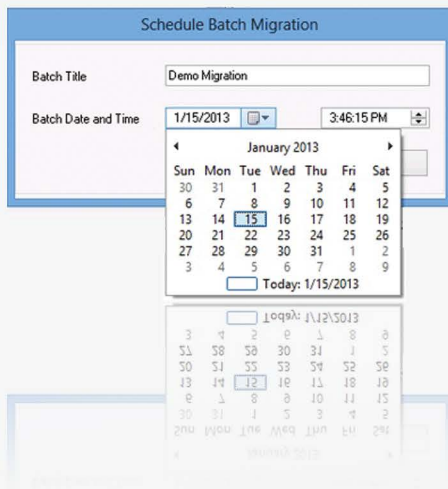 Schedule Batch Migration
Batch Title
Demo Migration
Batch Date and Time
1/15/2013
3:46:15 PM
January 2013
Sun Mon Tue Wed Thu Fri Sat
30 31 1 2 3 4 5
6 7 8 9 10 11 12
13 14 15 16 17 18 19
20 21 22 23 24 25 26
27 28 29 30 31 1 2
3 4 5 6 7 8 9
Today: 1/15/2013